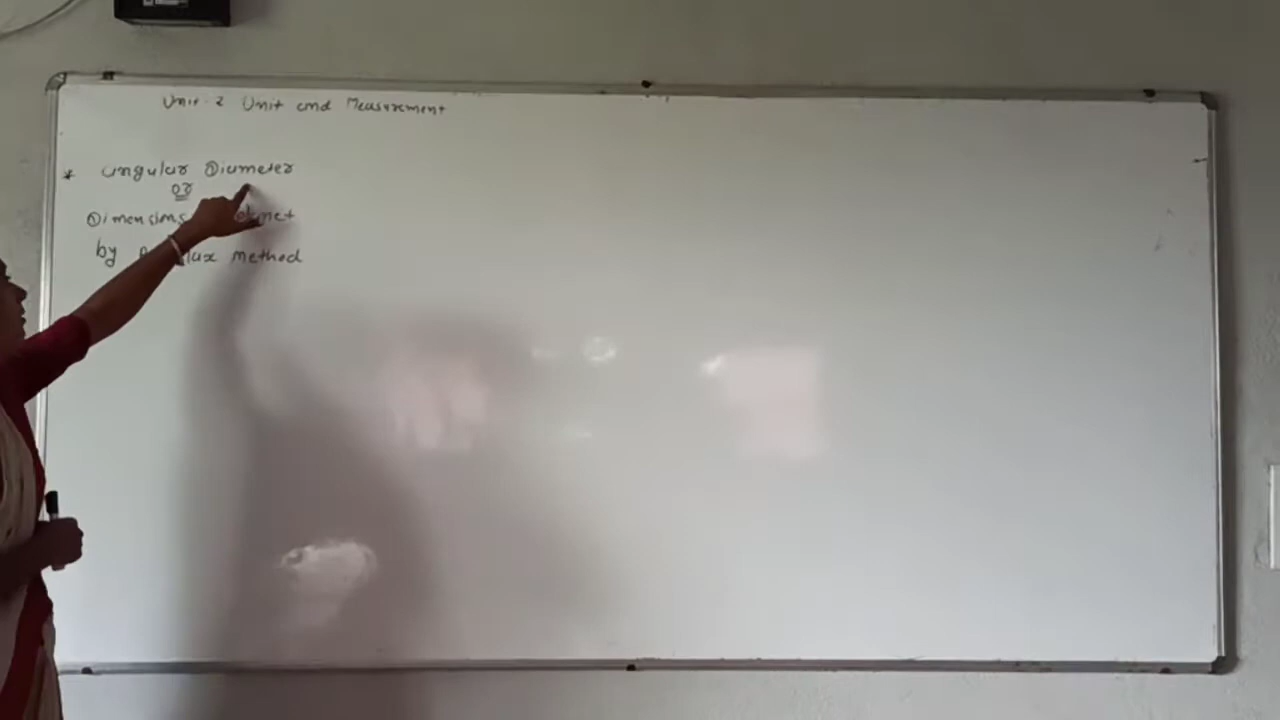 Unit-2 Unit and Measurement
* Angular Diameter
or
Dimensions
by method